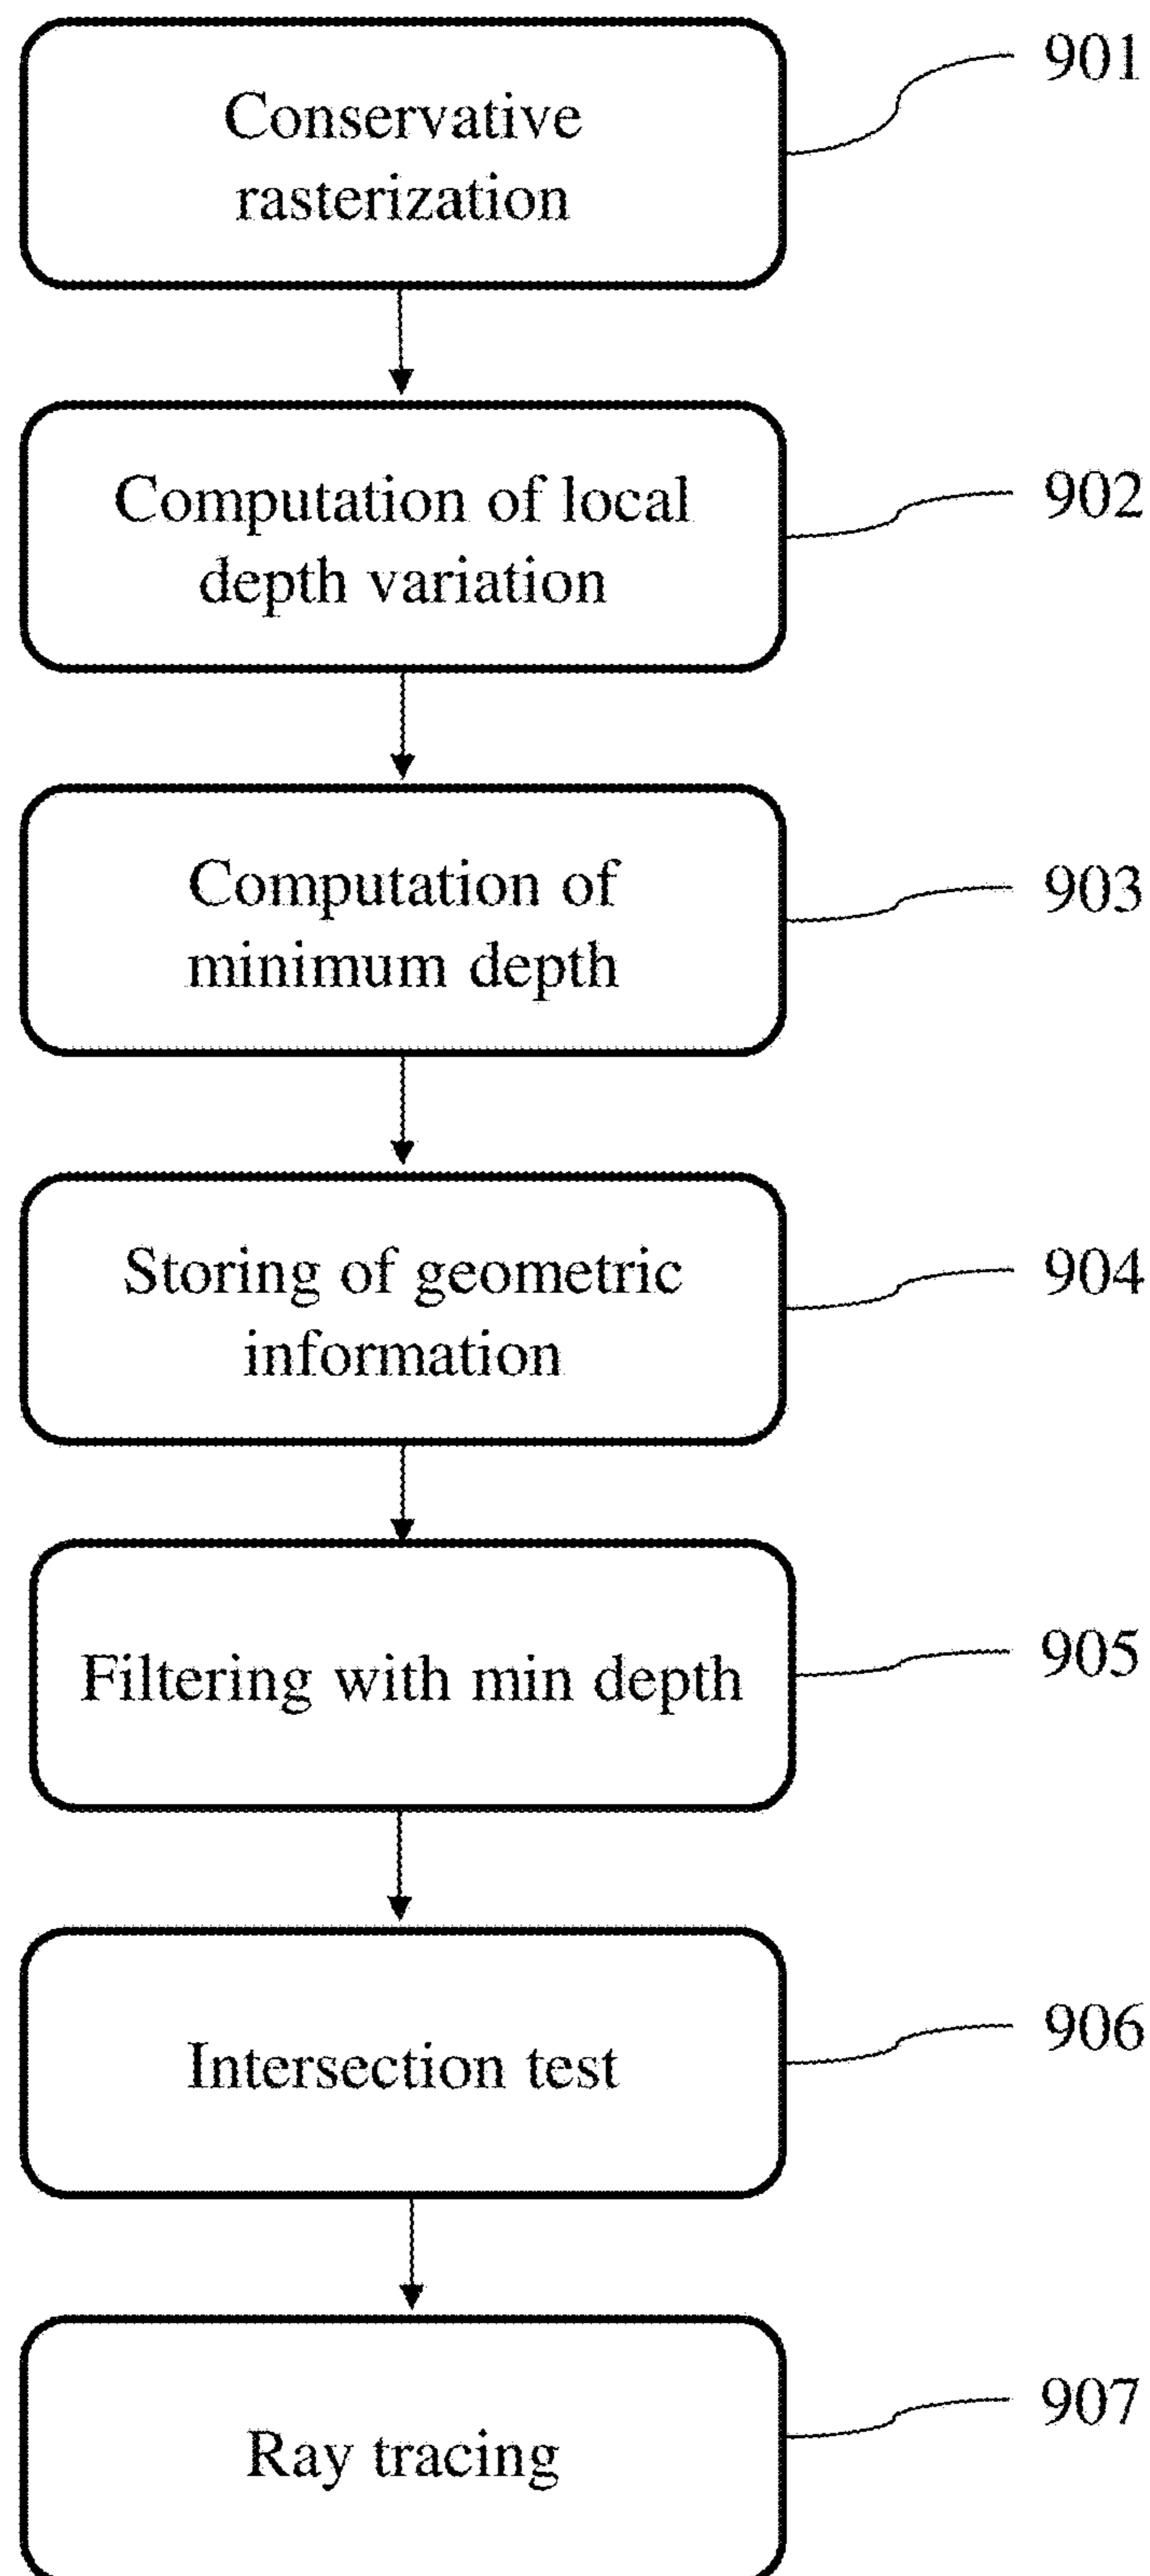 Conservative
rasterization
901
Computation of local
depth variation
902
Computation of
minimum depth
903
Storing of geometric
information
904
Filtering with min depth
905
Intersection test
906
Ray tracing
907